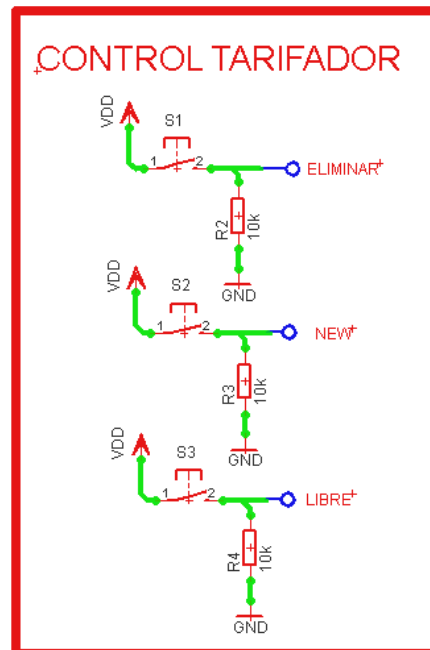 CONTROL TARIFADOR
VDD
S1
1 2
ELIMINAR
R2
10k
GND
VDD
S2
1 2
NEW
R3
10k
GND
VDD
S3
1 2
LIBRE
R4
10k
GND